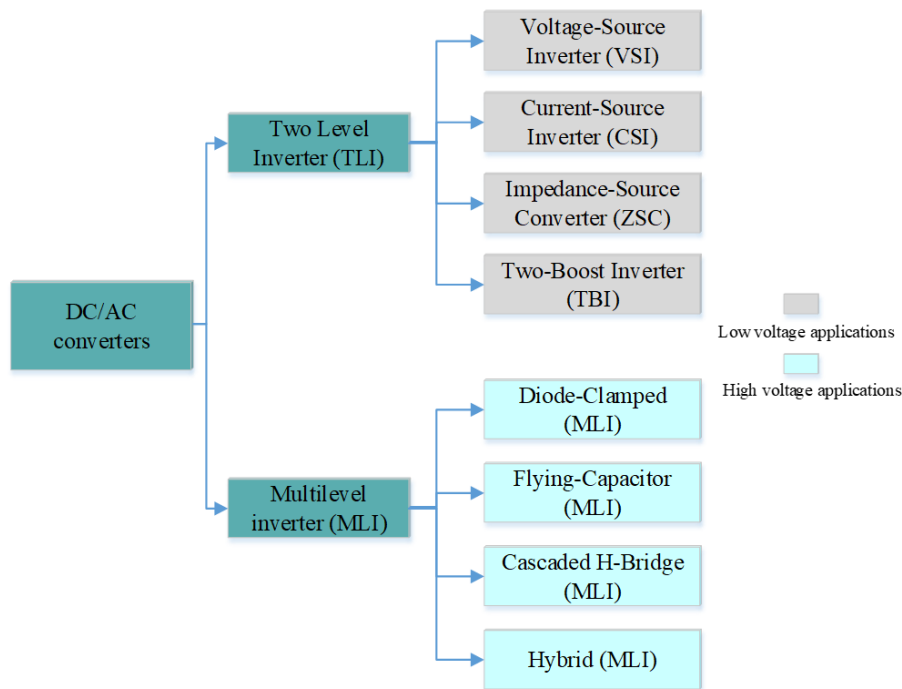 DC/AC
converters
Two Level
Inverter (TLI)
Voltage-Source
Inverter (VSI)
Current-Source
Inverter (CSI)
Impedance-Source
Converter (ZSC)
Two-Boost Inverter
(TBI)
Multilevel
inverter (MLI)
Diode-Clamped
(MLI)
Flying-Capacitor
(MLI)
Cascaded H-Bridge
(MLI)
Hybrid (MLI)
Low voltage applications
High voltage applications